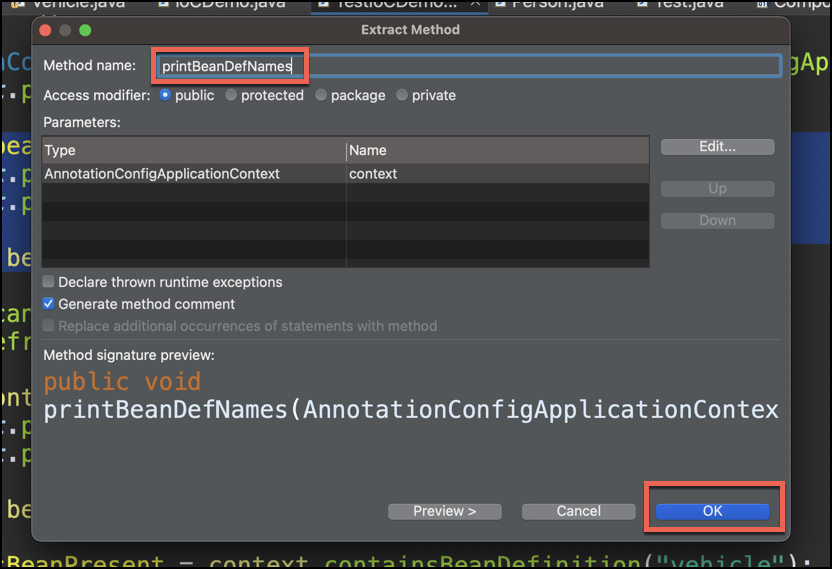 Vehicle.java IoCDemo.java TestIoCDemo... Person.java Test.java
Extract Method
Method name: printBeanDefNames
Access modifier: public protected package private
Parameters:
Type Name
Edit...
AnnotationConfigApplicationContext context
Up
Down
Declare thrown runtime exceptions
Generate method comment
Replace additional occurrences of statements with method
Method signature preview:
public void
printBeanDefNames(AnnotationConfigApplicationContex
Preview > Cancel OK
BeanPresent = context.containsBeanDefinition("vehicle");